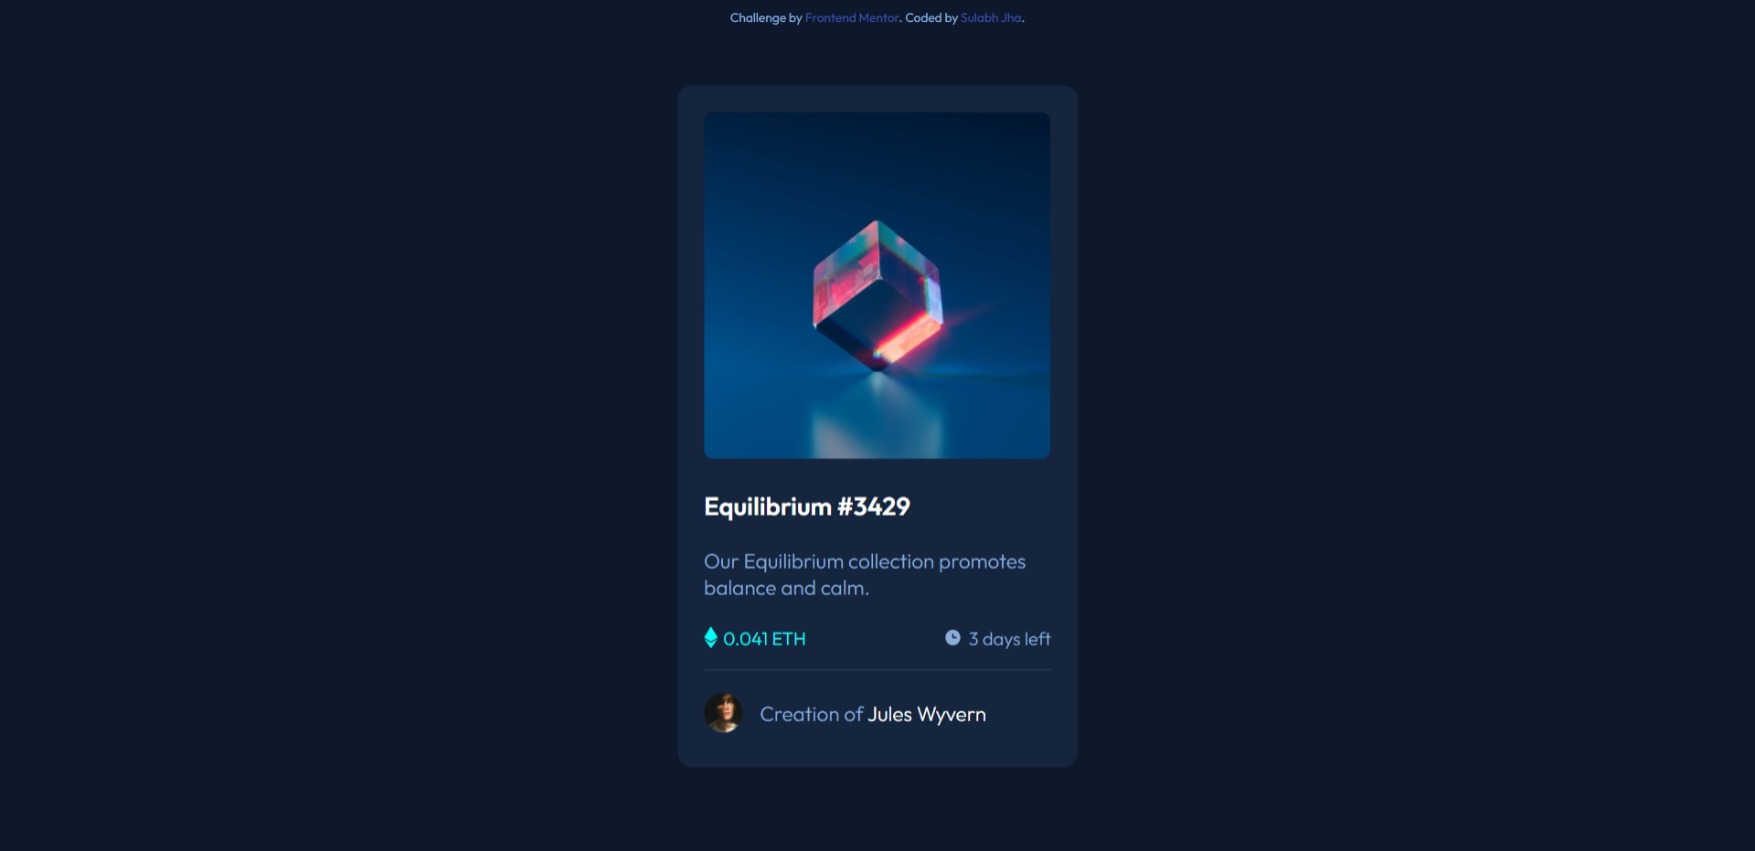 Challenge by Frontend Mentor. Coded by Sulabh Jha.
Equilibrium #3429
Our Equilibrium collection promotes
balance and calm.
0.041 ETH 3 days left
Creation of Jules Wyvern